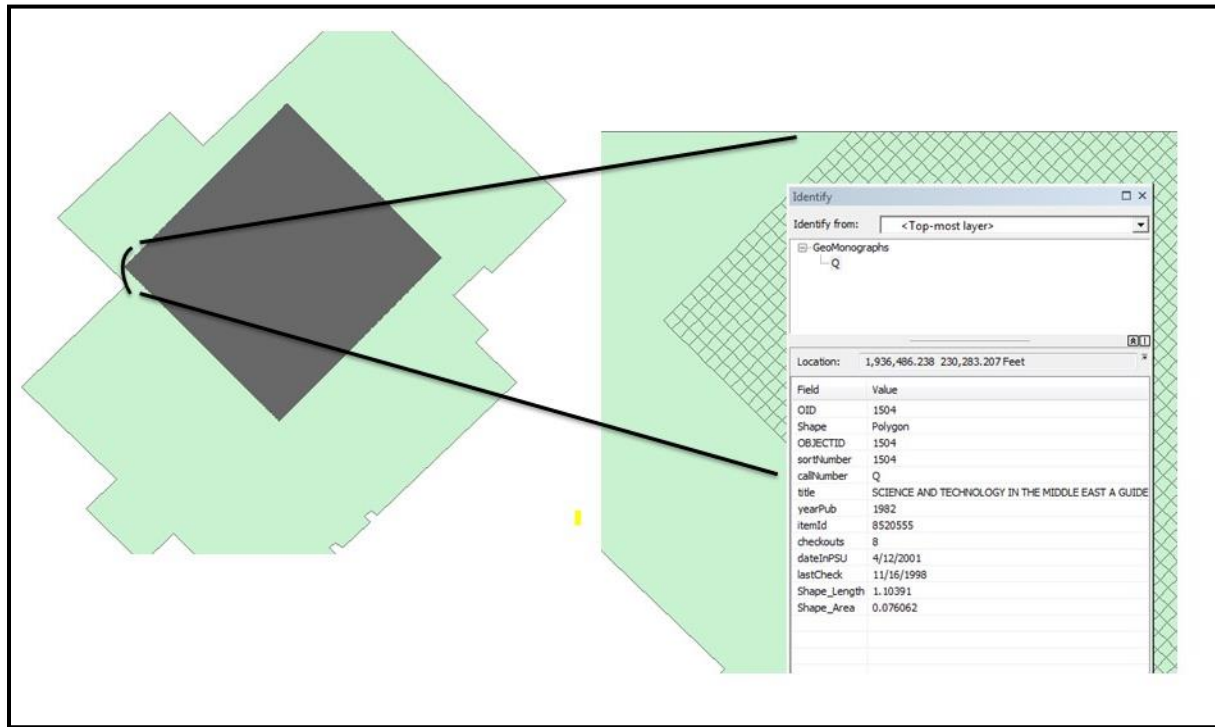 Identify
Identify from: <Top-most layer>
GeoMonographs
Q
Location: 1,936,486.238 230,283.207 Feet
Field Value
OID 1504
Shape Polygon
OBJECTID 1504
sortNumber 1504
callNumber Q
title SCIENCE AND TECHNOLOGY IN THE MIDDLE EAST A GUIDE
yearPub 1982
itemId 8520555
checkouts 8
dateInPSU 4/12/2001
lastCheck 11/16/1998
Shape_Length 1.10391
Shape_Area 0.076062